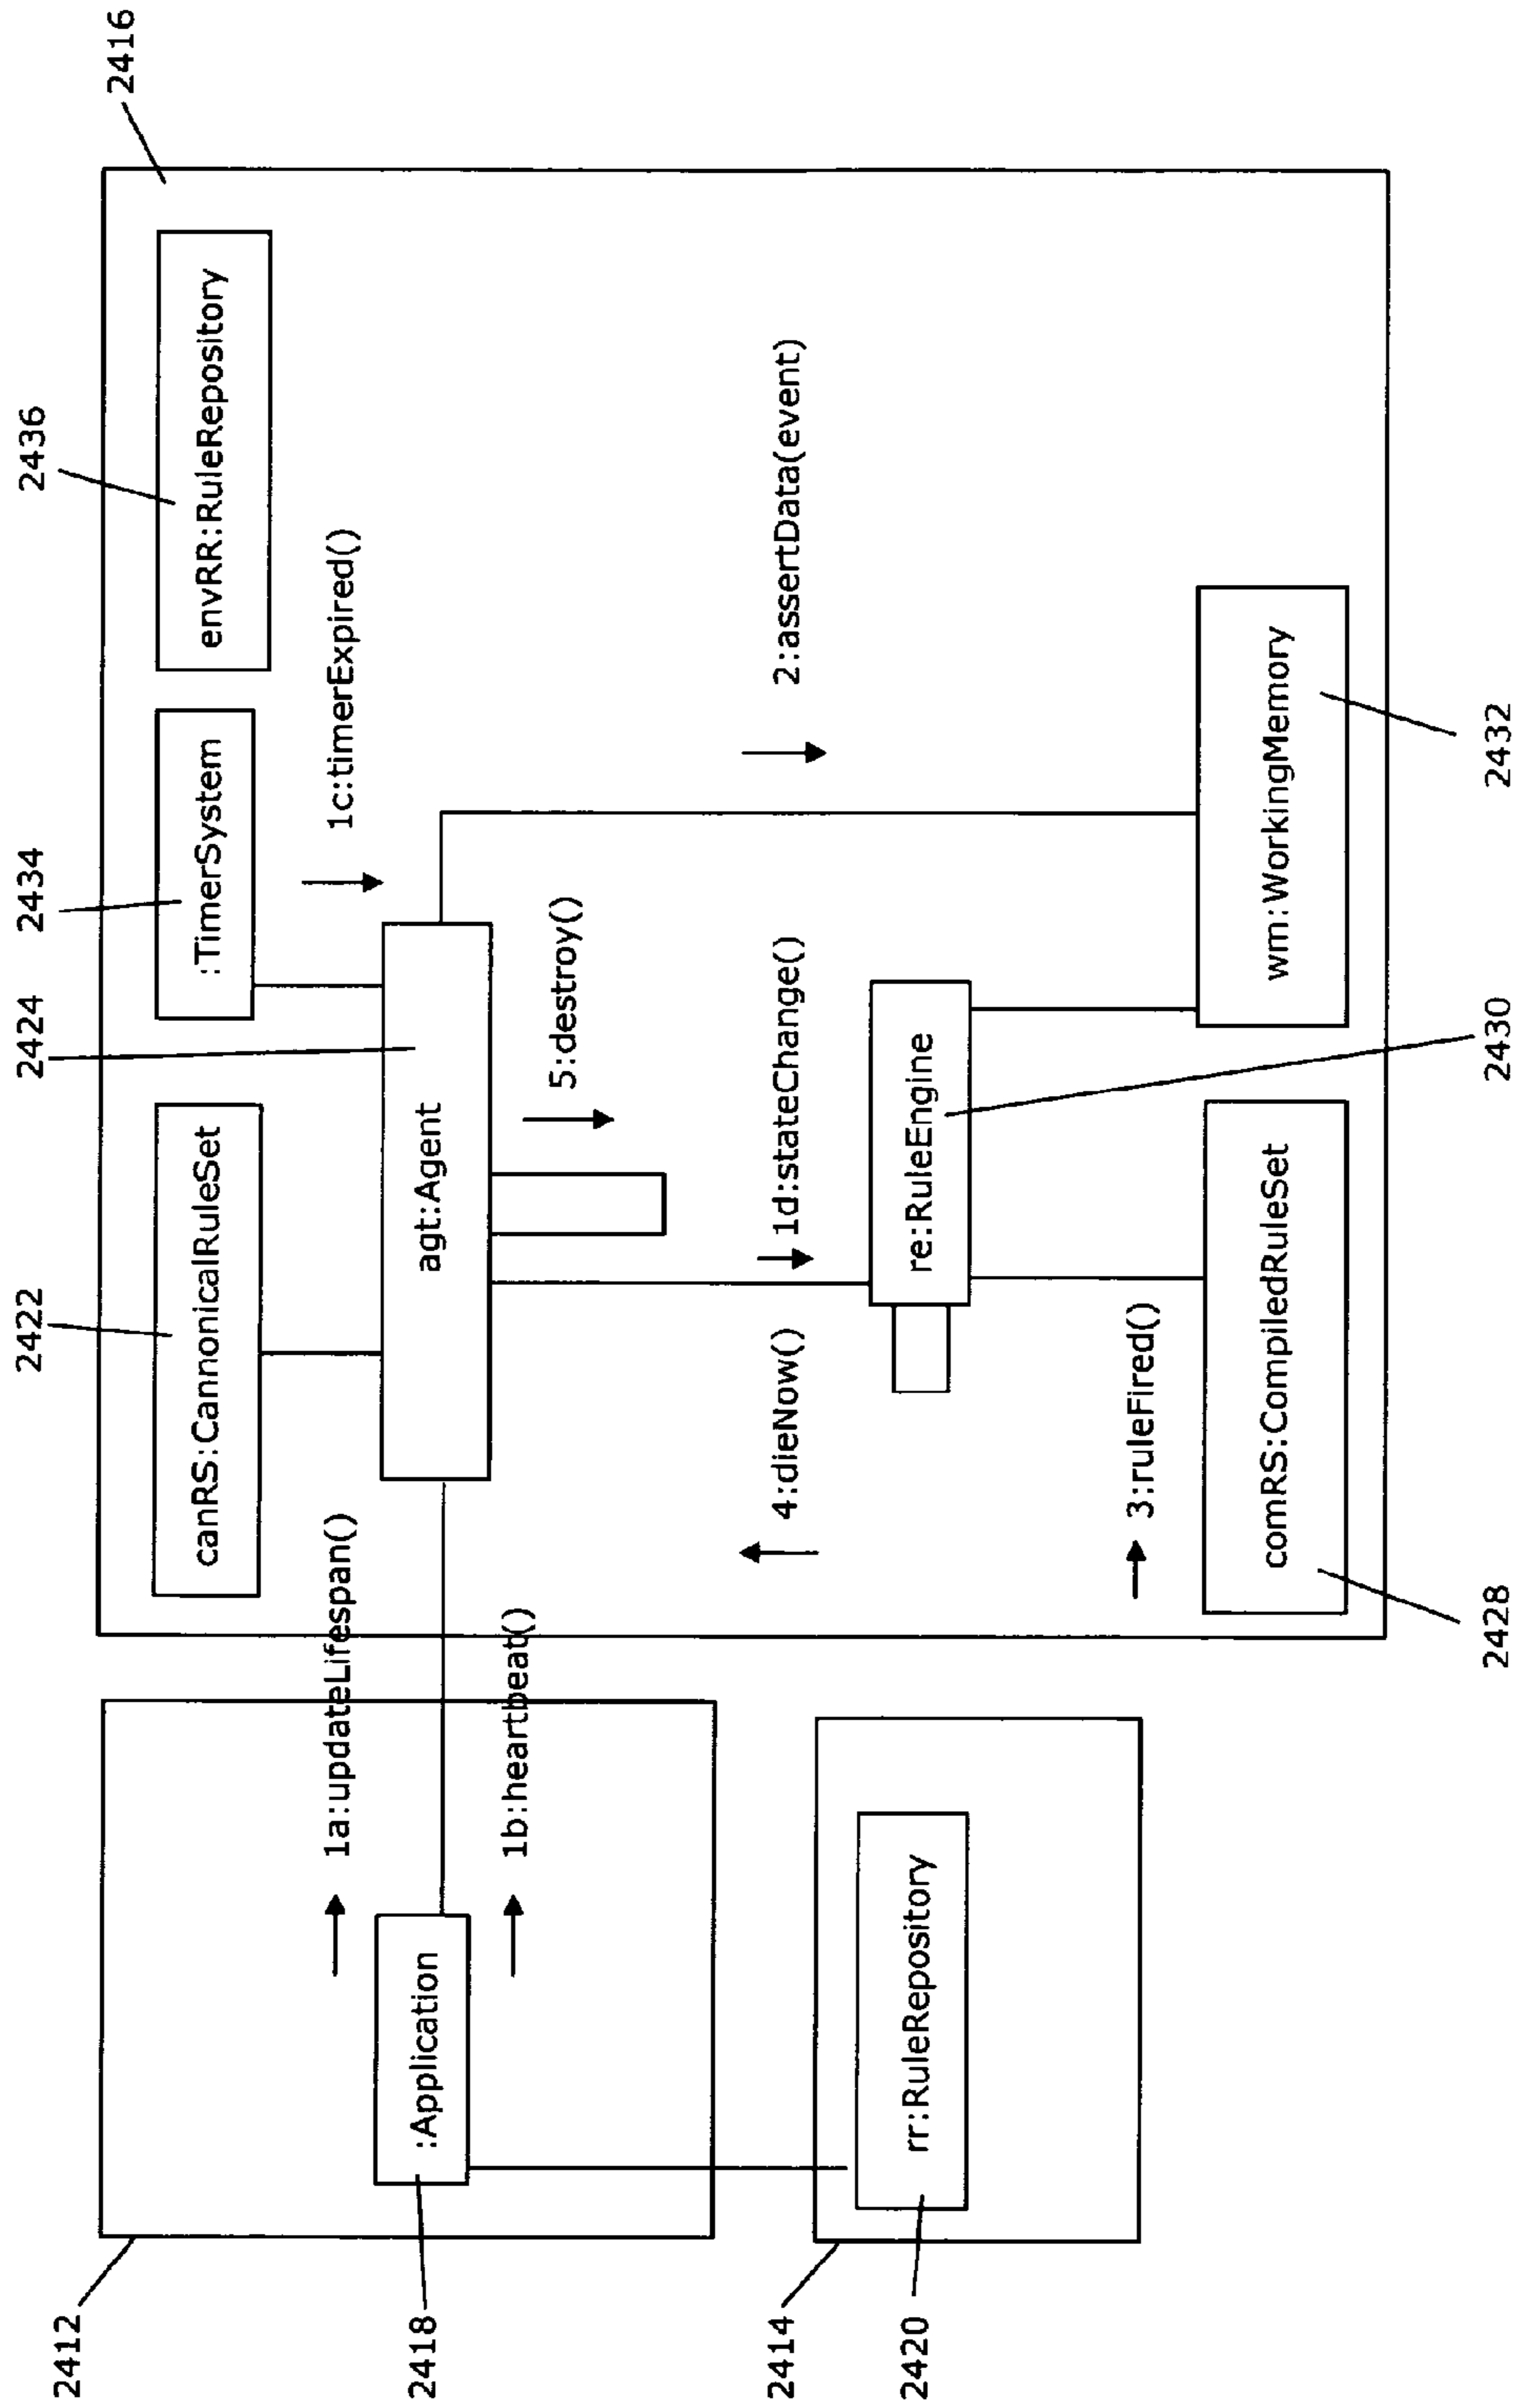 2416
2436
envRR:RuleRepository
2434
:TimerSystem
1c:timerExpired()
2424
2422
canRS:CannonicalRuleSet
agt:Agent
5:destroy()
2:assertData(event)
1a:updateLifespan()
1b:heartbeat()
1d:stateChange()
4:dieNow()
re:RuleEngine
3:ruleFired()
wm:WorkingMemory
2432
2430
comRS:CompiledRuleSet
2428
2412
:Application
2418
2414
rr:RuleRepository
2420